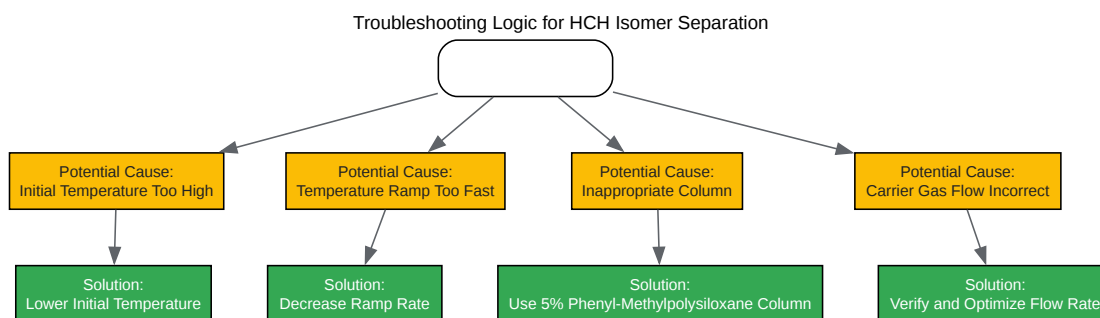 Troubleshooting Logic for HCH Isomer Separation
Potential Cause:
Initial Temperature Too High
Potential Cause:
Temperature Ramp Too Fast
Potential Cause:
Inappropriate Column
Potential Cause:
Carrier Gas Flow Incorrect
Solution:
Lower Initial Temperature
Solution:
Decrease Ramp Rate
Solution:
Use 5% Phenyl-Methylpolysiloxane Column
Solution:
Verify and Optimize Flow Rate